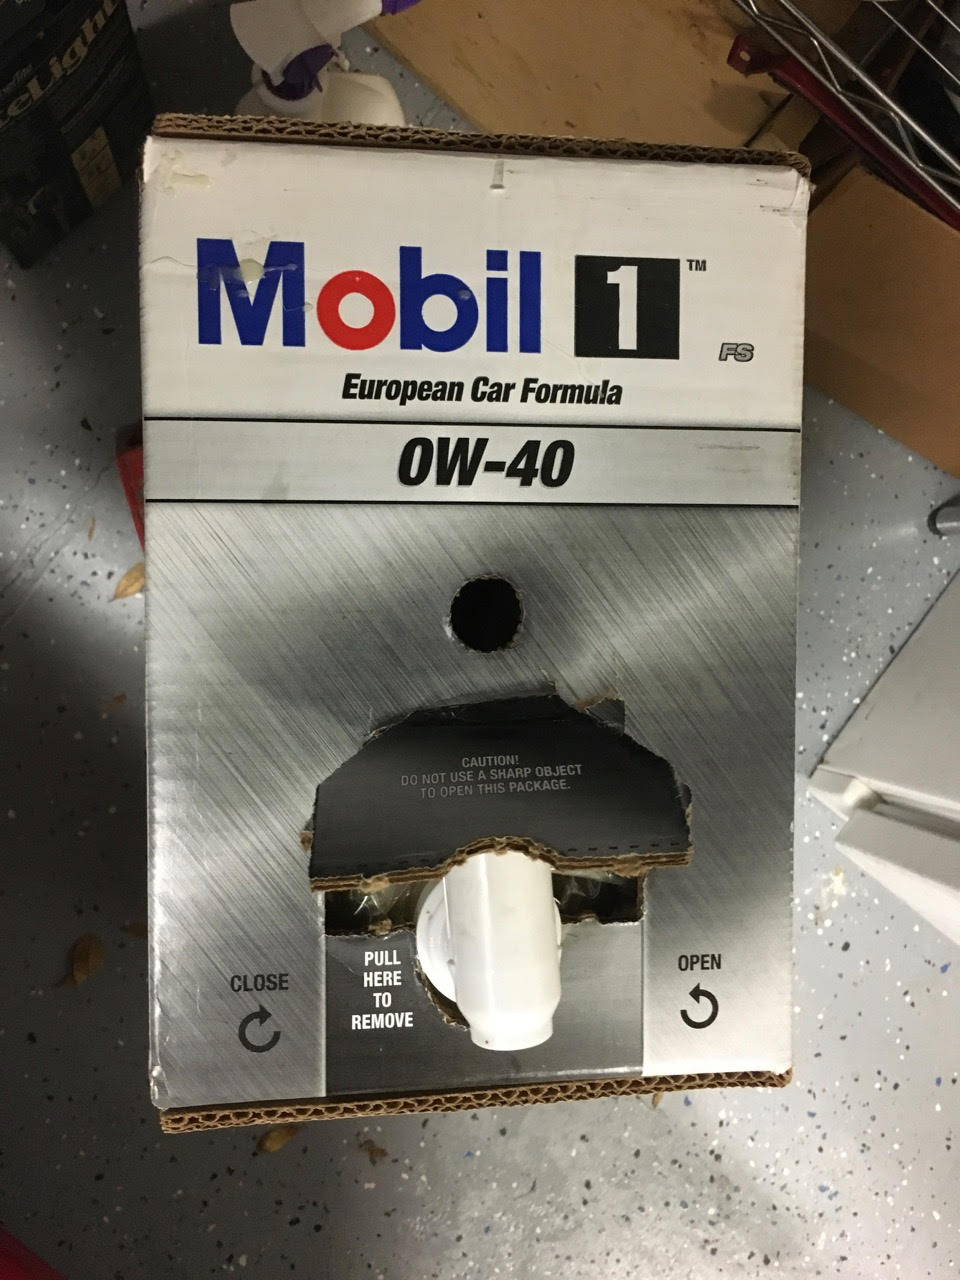 Mobil 1™
FS
European Car Formula
0W-40
CAUTION!
DO NOT USE A SHARP OBJECT
TO OPEN THIS PACKAGE.
CLOSE
PULL
HERE
TO
REMOVE
OPEN